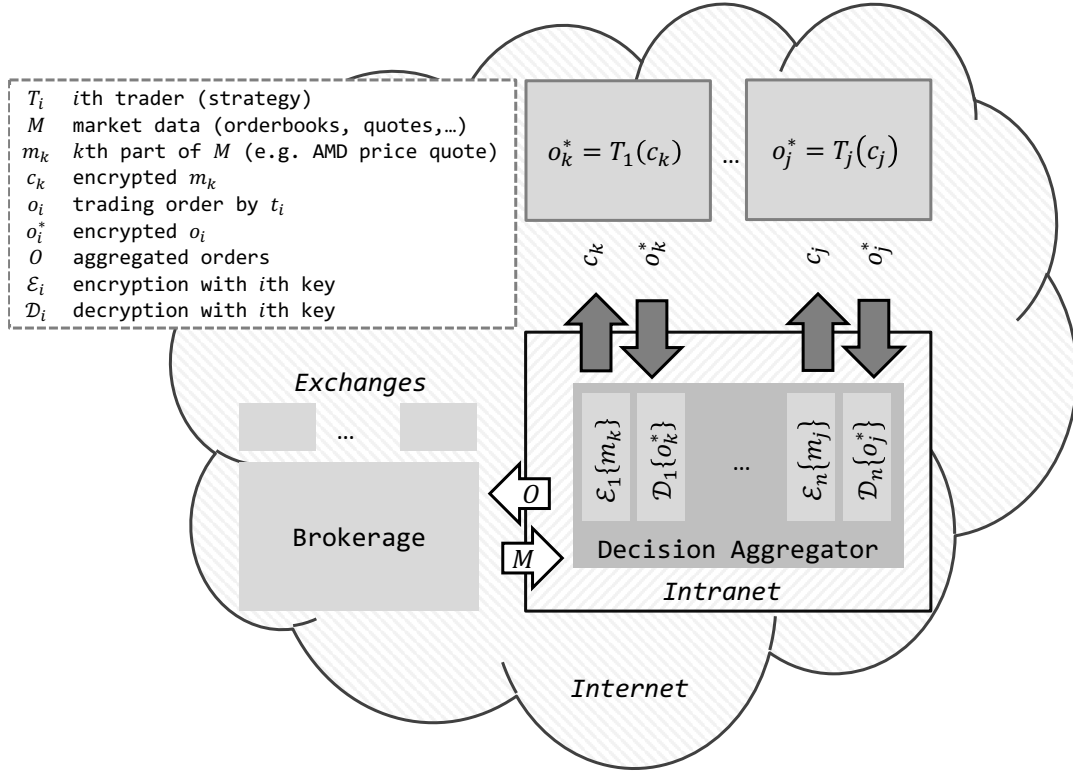 T_i ith trader (strategy)
M market data (orderbooks, quotes,…)
m_k kth part of M (e.g. AMD price quote)
c_k encrypted m_k
o_i trading order by t_i
o_i^* encrypted o_i
O aggregated orders
ℰ_i encryption with ith key
𝒟_i decryption with ith key
o_k^* = T_1(c_k)
...
o_j^* = T_j(c_j)
c_k
o_k^*
c_j
o_j^*
Exchanges
...
Brokerage
O
M
ℰ_1{m_k}
𝒟_1{o_k^*}
...
ℰ_n{m_j}
𝒟_n{o_j^*}
Decision Aggregator
Intranet
Internet